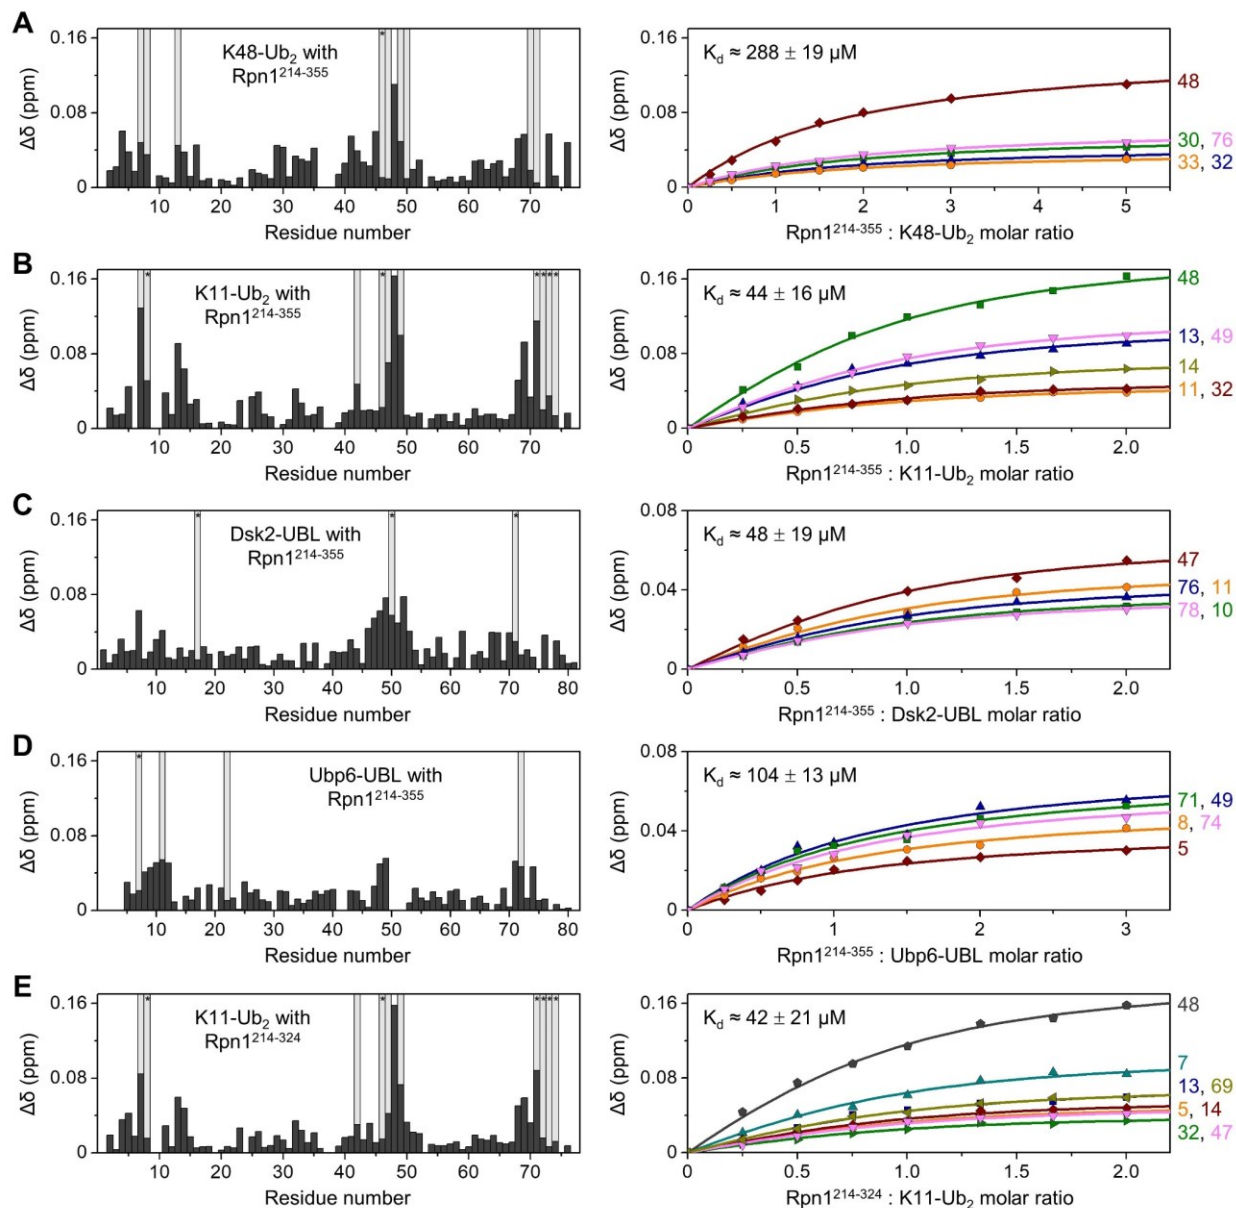 A
K48-Ub₂ with
Rpn1²¹⁴⁻³⁵⁵
*
Δδ (ppm)
0.16
0.08
0
10 20 30 40 50 60 70
Residue number
K_d ≈ 288 ± 19 µM
Δδ (ppm)
0.16
0.08
0
0 1 2 3 4 5
Rpn1²¹⁴⁻³⁵⁵ : K48-Ub₂ molar ratio
48
30, 76
33, 32
B
K11-Ub₂ with
Rpn1²¹⁴⁻³⁵⁵
* * * * * *
Δδ (ppm)
0.16
0.08
0
10 20 30 40 50 60 70
Residue number
K_d ≈ 44 ± 16 µM
Δδ (ppm)
0.16
0.08
0
0 0.5 1.0 1.5 2.0
Rpn1²¹⁴⁻³⁵⁵ : K11-Ub₂ molar ratio
48
13, 49
14
11, 32
C
Dsk2-UBL with
Rpn1²¹⁴⁻³⁵⁵
* * *
Δδ (ppm)
0.16
0.08
0
10 20 30 40 50 60 70 80
Residue number
K_d ≈ 48 ± 19 µM
Δδ (ppm)
0.08
0.04
0
0 0.5 1.0 1.5 2.0
Rpn1²¹⁴⁻³⁵⁵ : Dsk2-UBL molar ratio
47
76, 11
78, 10
D
Ubp6-UBL with
Rpn1²¹⁴⁻³⁵⁵
*
Δδ (ppm)
0.16
0.08
0
10 20 30 40 50 60 70 80
Residue number
K_d ≈ 104 ± 13 µM
Δδ (ppm)
0.08
0.04
0
0 1 2 3
Rpn1²¹⁴⁻³⁵⁵ : Ubp6-UBL molar ratio
71, 49
8, 74
5
E
K11-Ub₂ with
Rpn1²¹⁴⁻³²⁴
* * * * * *
Δδ (ppm)
0.16
0.08
0
10 20 30 40 50 60 70
Residue number
K_d ≈ 42 ± 21 µM
Δδ (ppm)
0.16
0.08
0
0 0.5 1.0 1.5 2.0
Rpn1²¹⁴⁻³²⁴ : K11-Ub₂ molar ratio
48
7
13, 69
5, 14
32, 47